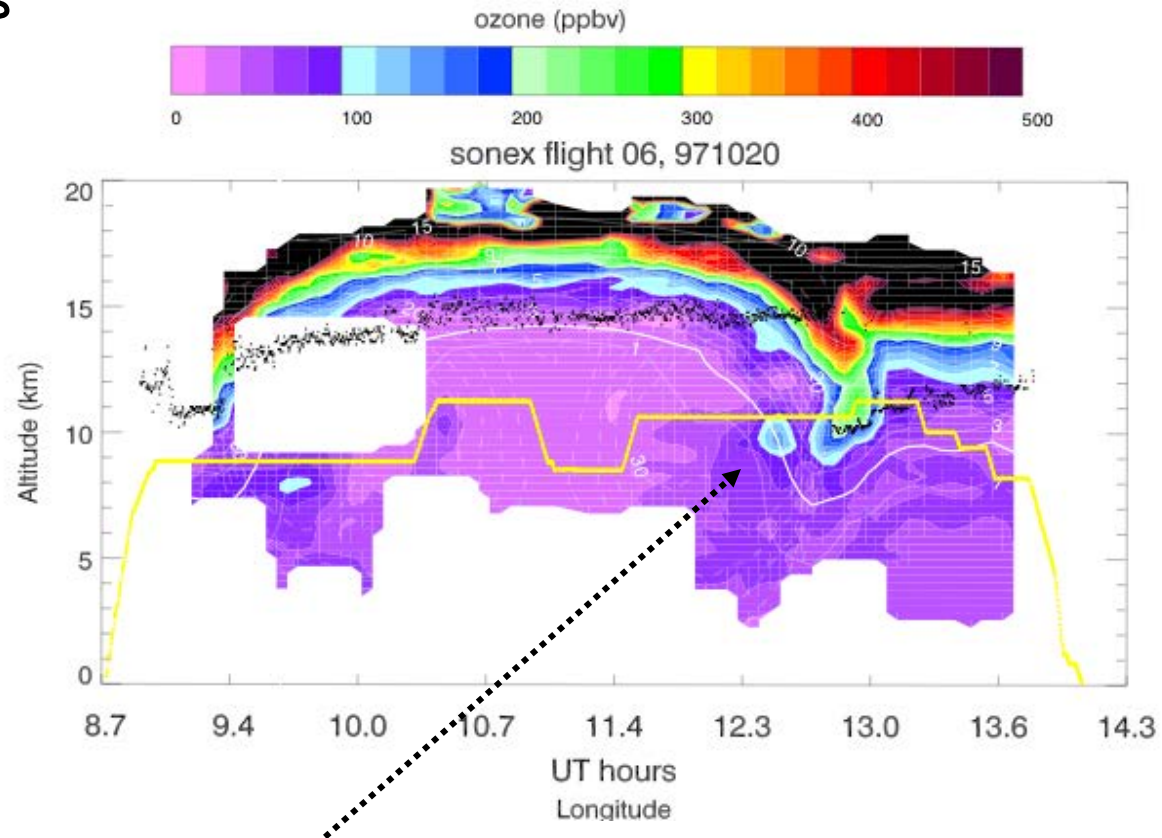 s
ozone (ppbv)
0 100 200 300 400 500
sonex flight 06, 971020
20
15
10
5
0
Altitude (km)
10 15 10 15
1
30
3
8.7 9.4 10.0 10.7 11.4 12.3 13.0 13.6 14.3
UT hours
Longitude